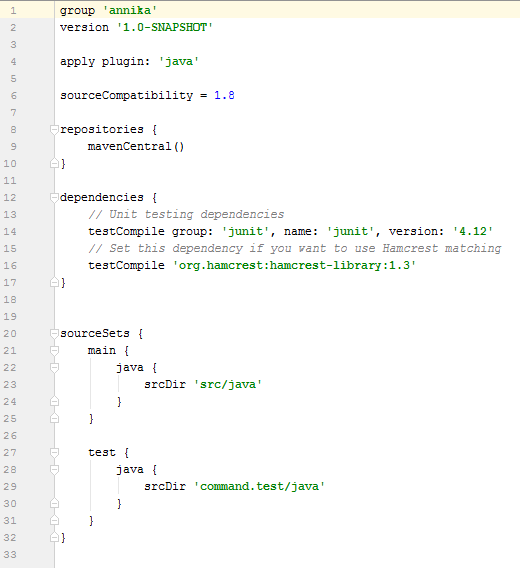 1 group 'annika'
2 version '1.0-SNAPSHOT'
3
4 apply plugin: 'java'
5
6 sourceCompatibility = 1.8
7
8 repositories {
9     mavenCentral()
10 }
11
12 dependencies {
13     // Unit testing dependencies
14     testCompile group: 'junit', name: 'junit', version: '4.12'
15     // Set this dependency if you want to use Hamcrest matching
16     testCompile 'org.hamcrest:hamcrest-library:1.3'
17 }
18
19
20 sourceSets {
21     main {
22         java {
23             srcDir 'src/java'
24         }
25     }
26
27     test {
28         java {
29             srcDir 'command.test/java'
30         }
31     }
32 }
33